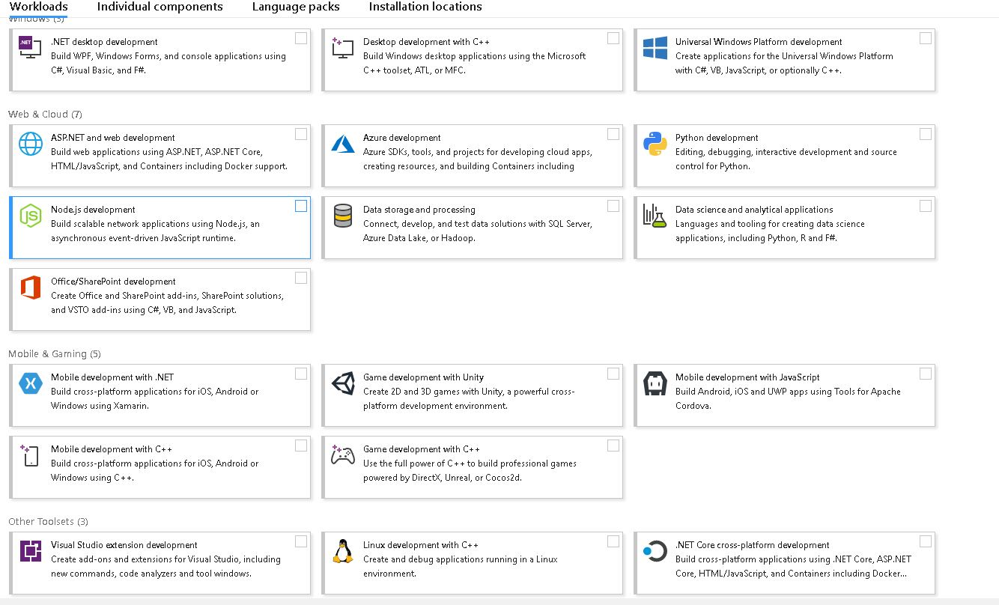 Workloads Individual components Language packs Installation locations
Windows (3)
.NET desktop development
Build WPF, Windows Forms, and console applications using
C#, Visual Basic, and F#.
Desktop development with C++
Build Windows desktop applications using the Microsoft
C++ toolset, ATL, or MFC.
Universal Windows Platform development
Create applications for the Universal Windows Platform
with C#, VB, JavaScript, or optionally C++.
Web & Cloud (7)
ASP.NET and web development
Build web applications using ASP.NET, ASP.NET Core,
HTML/JavaScript, and Containers including Docker support.
Azure development
Azure SDKs, tools, and projects for developing cloud apps,
creating resources, and building Containers including
Python development
Editing, debugging, interactive development and source
control for Python.
Node.js development
Build scalable network applications using Node.js, an
asynchronous event-driven JavaScript runtime.
Data storage and processing
Connect, develop, and test data solutions with SQL Server,
Azure Data Lake, or Hadoop.
Data science and analytical applications
Languages and tooling for creating data science
applications, including Python, R and F#.
Office/SharePoint development
Create Office and SharePoint add-ins, SharePoint solutions,
and VSTO add-ins using C#, VB, and JavaScript.
Mobile & Gaming (5)
Mobile development with .NET
Build cross-platform applications for iOS, Android or
Windows using Xamarin.
Game development with Unity
Create 2D and 3D games with Unity, a powerful cross-
platform development environment.
Mobile development with JavaScript
Build Android, iOS and UWP apps using Tools for Apache
Cordova.
Mobile development with C++
Build cross-platform applications for iOS, Android or
Windows using C++.
Game development with C++
Use the full power of C++ to build professional games
powered by DirectX, Unreal, or Cocos2d.
Other Toolsets (3)
Visual Studio extension development
Create add-ons and extensions for Visual Studio, including
new commands, code analyzers and tool windows.
Linux development with C++
Create and debug applications running in a Linux
environment.
.NET Core cross-platform development
Build cross-platform applications using .NET Core, ASP.NET
Core, HTML/JavaScript, and Containers including Docker...